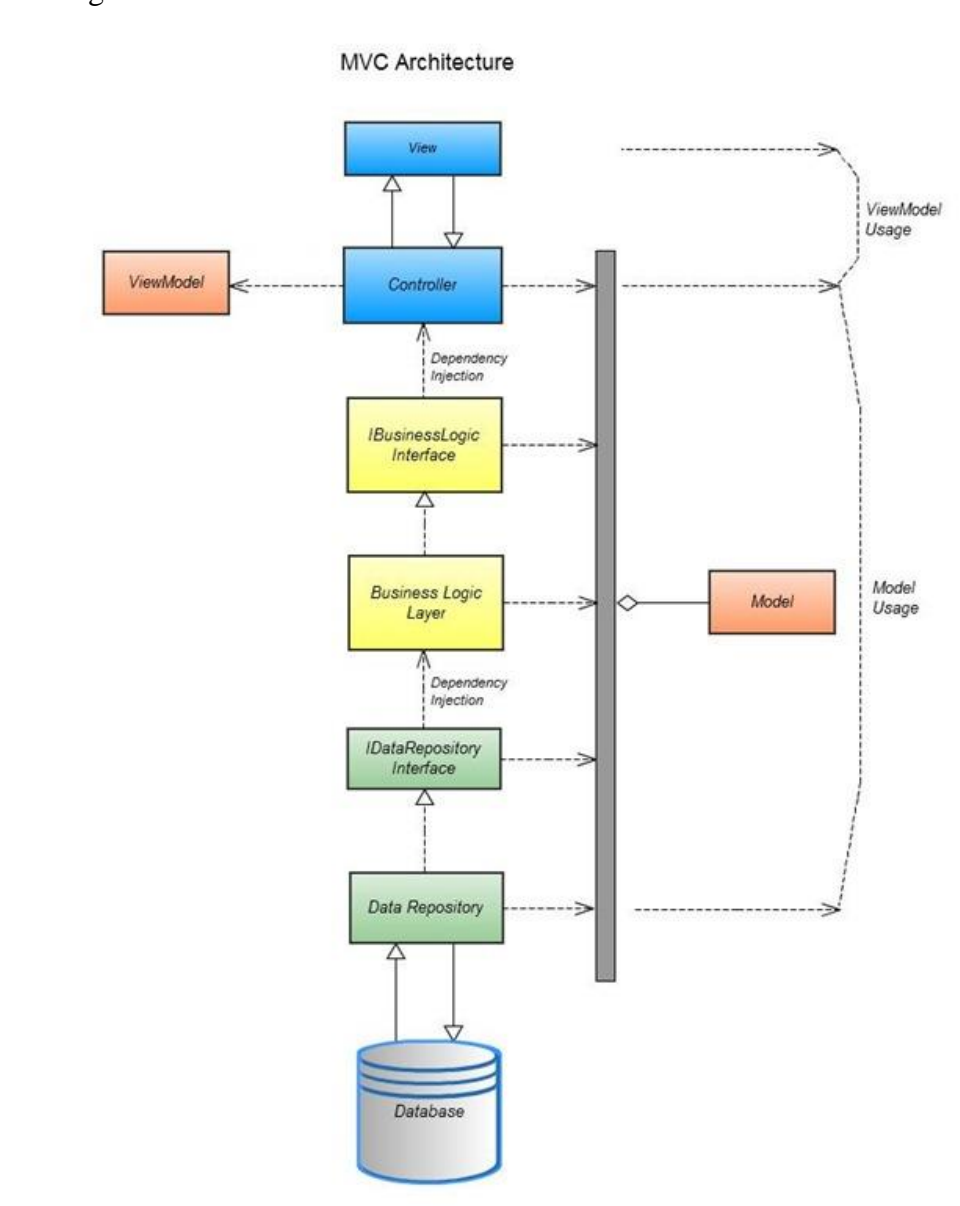 MVC Architecture
View
ViewModel
Usage
ViewModel
Controller
Dependency
Injection
IBusinessLogic
Interface
Business Logic
Layer
Model
Model
Usage
Dependency
Injection
IDataRepository
Interface
Data Repository
Database